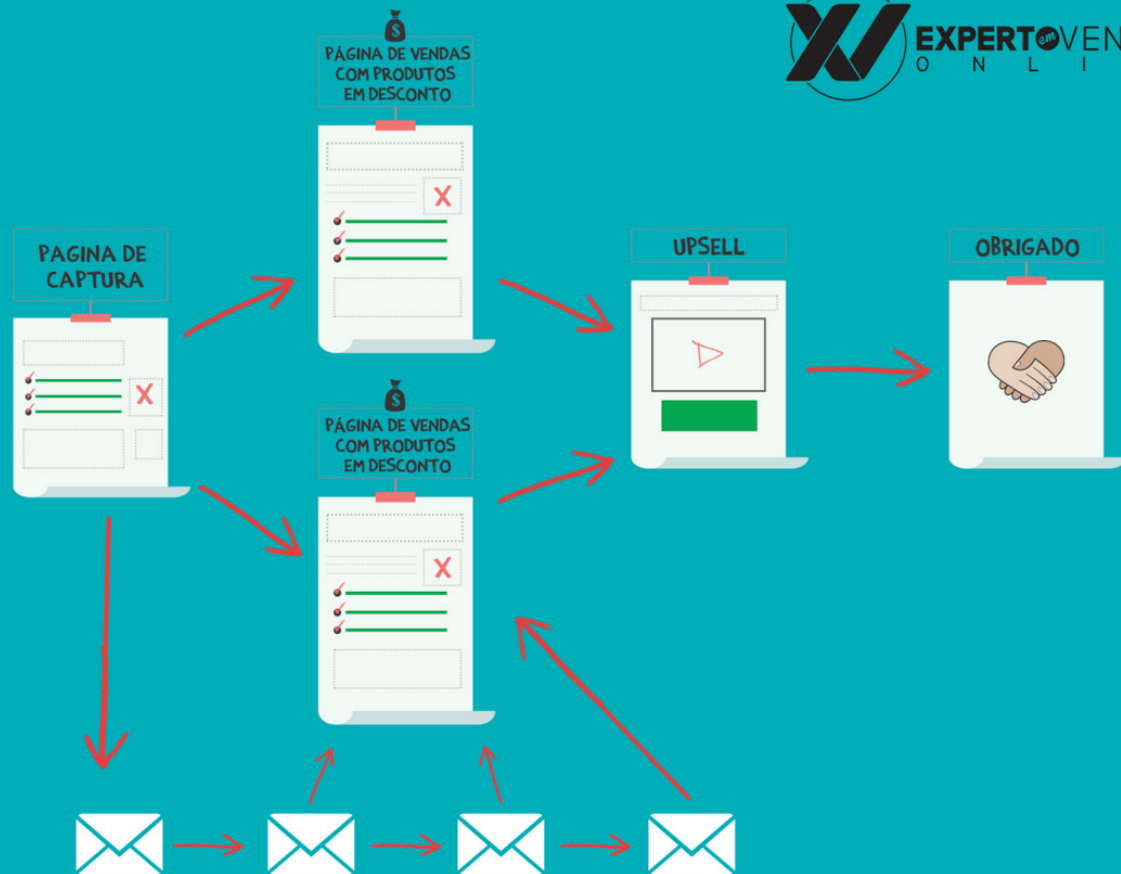 EXPERT em VEN
O N L I
$
PÁGINA DE VENDAS
COM PRODUTOS
EM DESCONTO
X
PAGINA DE
CAPTURA
X
UPSELL
OBRIGADO
$
PÁGINA DE VENDAS
COM PRODUTOS
EM DESCONTO
X